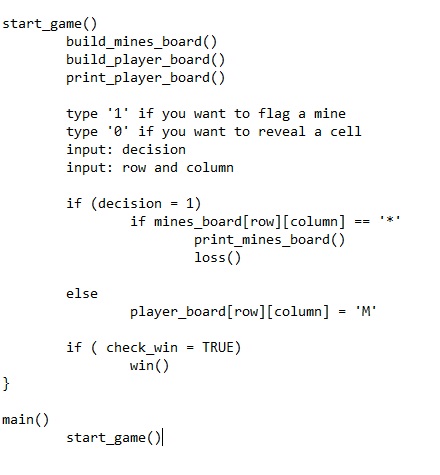 start_game()
build_mines_board()
build_player_board()
print_player_board()
type '1' if you want to flag a mine
type '0' if you want to reveal a cell
input: decision
input: row and column
if (decision = 1)
if mines_board[row][column] == '*'
print_mines_board()
loss()
else
player_board[row][column] = 'M'
if ( check_win = TRUE)
win()
}
main()
start_game()